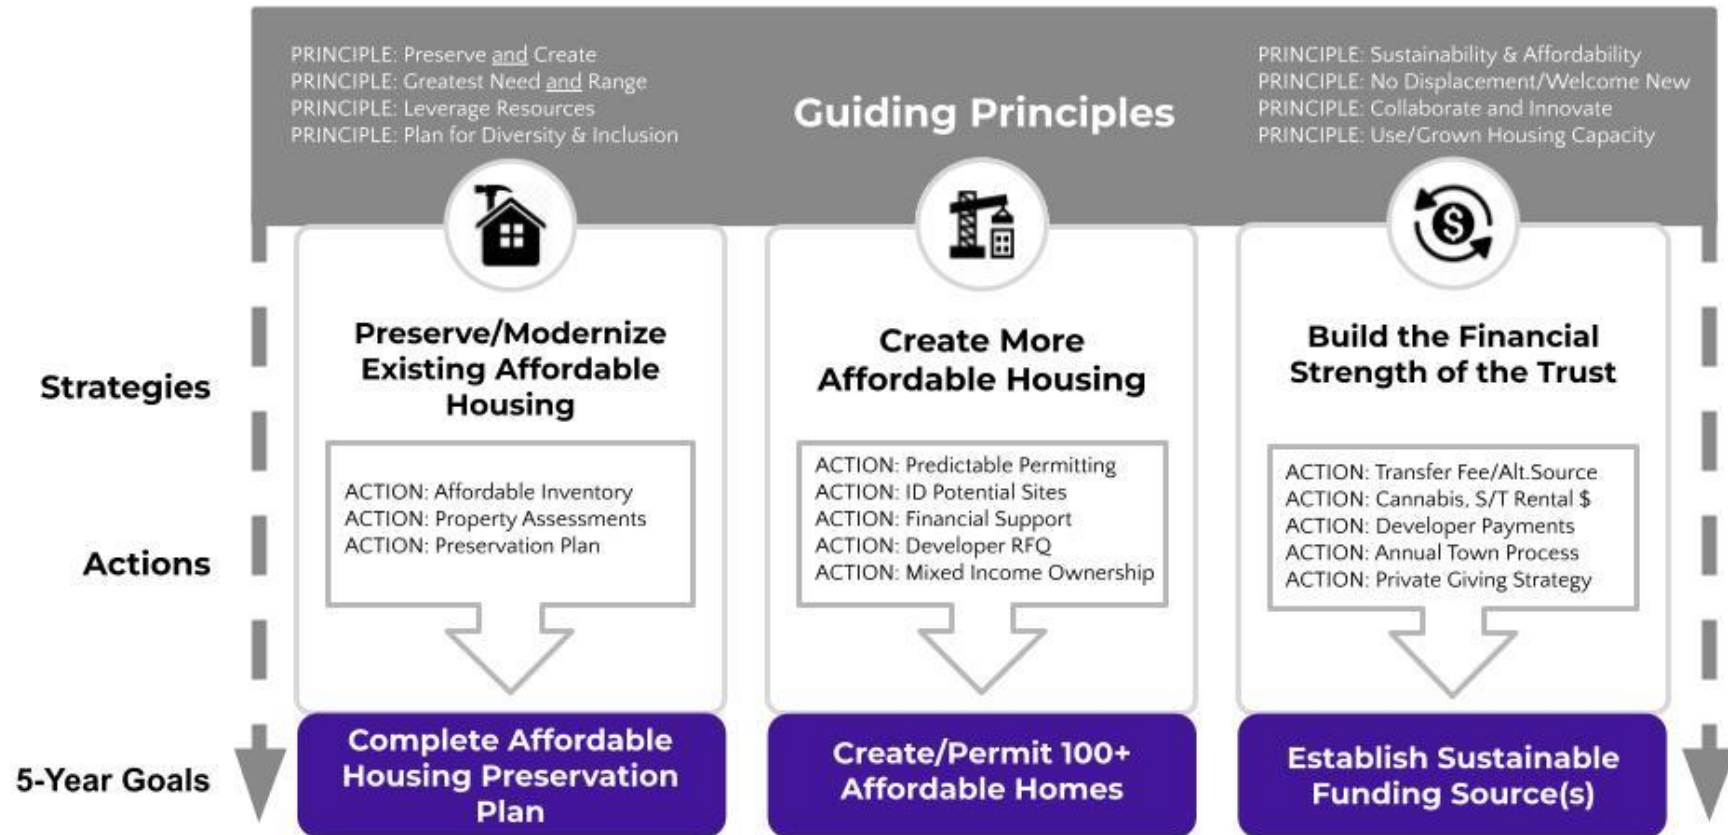 PRINCIPLE: Preserve and Create
PRINCIPLE: Greatest Need and Range
PRINCIPLE: Leverage Resources
PRINCIPLE: Plan for Diversity & Inclusion
Guiding Principles
PRINCIPLE: Sustainability & Affordability
PRINCIPLE: No Displacement/Welcome New
PRINCIPLE: Collaborate and Innovate
PRINCIPLE: Use/Grown Housing Capacity
Strategies
Preserve/Modernize
Existing Affordable
Housing
Create More
Affordable Housing
Build the Financial
Strength of the Trust
Actions
ACTION: Affordable Inventory
ACTION: Property Assessments
ACTION: Preservation Plan
ACTION: Predictable Permitting
ACTION: ID Potential Sites
ACTION: Financial Support
ACTION: Developer RFQ
ACTION: Mixed Income Ownership
ACTION: Transfer Fee/Alt.Source
ACTION: Cannabis, S/T Rental $
ACTION: Developer Payments
ACTION: Annual Town Process
ACTION: Private Giving Strategy
5-Year Goals
Complete Affordable
Housing Preservation
Plan
Create/Permit 100+
Affordable Homes
Establish Sustainable
Funding Source(s)